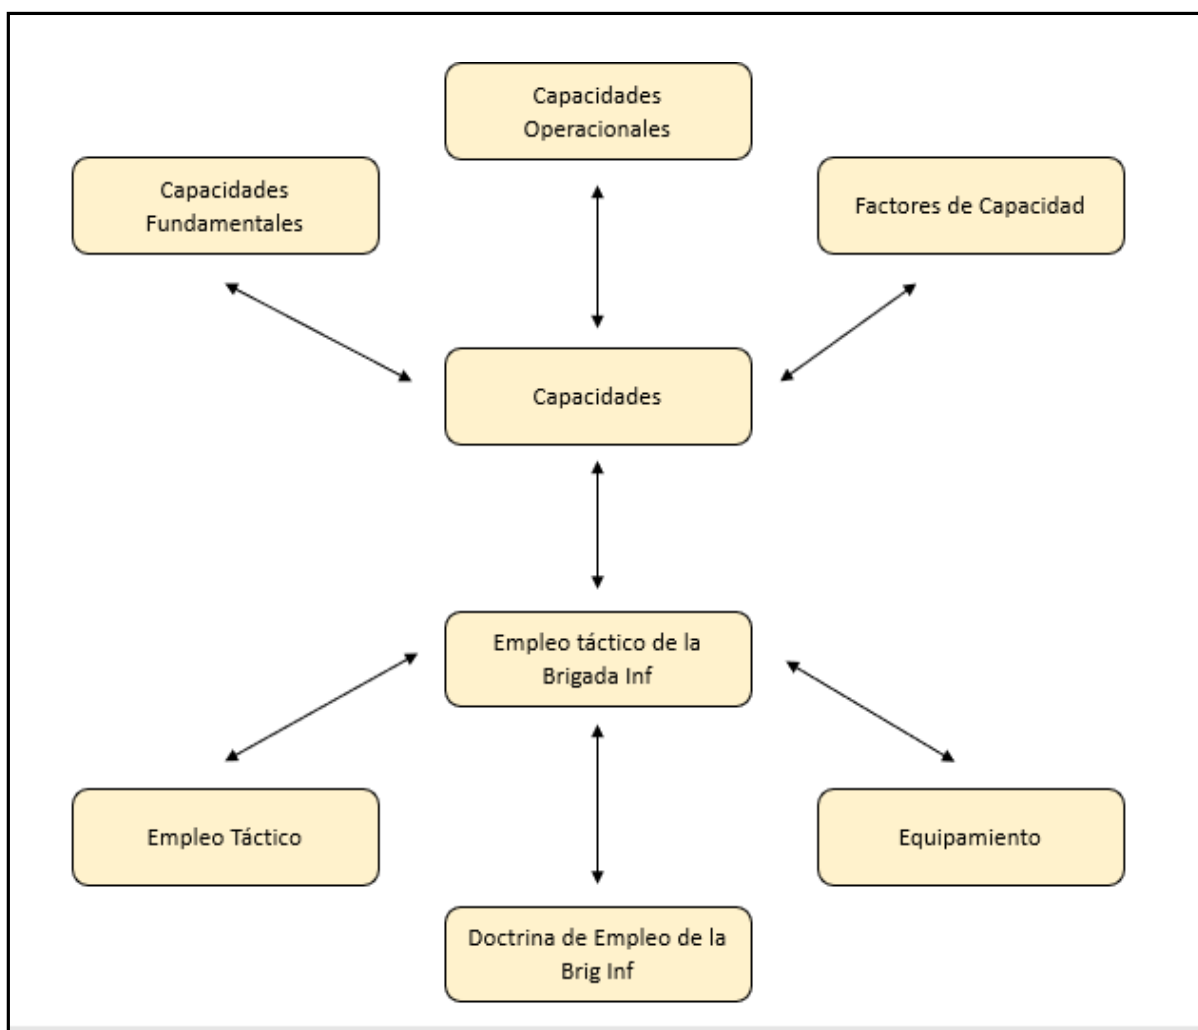 Capacidades
Operacionales
Capacidades
Fundamentales
Factores de Capacidad
Capacidades
Empleo táctico de la
Brigada Inf
Empleo Táctico
Equipamiento
Doctrina de Empleo de la
Brig Inf